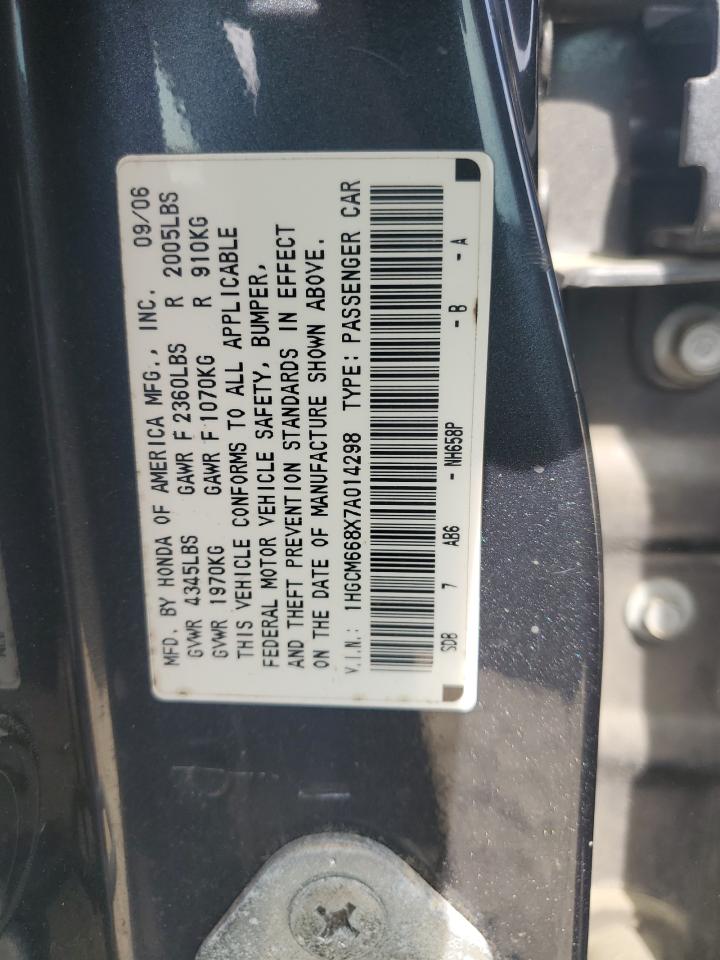 MFD. BY HONDA OF AMERICA MFG., INC. 09/06
GVWR 4345LBS GAWR F 2360LBS R 2005LBS
GVWR 1970KG GAWR F 1070KG R 910KG
THIS VEHICLE CONFORMS TO ALL APPLICABLE
FEDERAL MOTOR VEHICLE SAFETY, BUMPER,
AND THEFT PREVENTION STANDARDS IN EFFECT
ON THE DATE OF MANUFACTURE SHOWN ABOVE.
V.I.N.: 1HGCM668X7A014298 TYPE: PASSENGER CAR
SDB 7 AB6 - NH658P - B - A